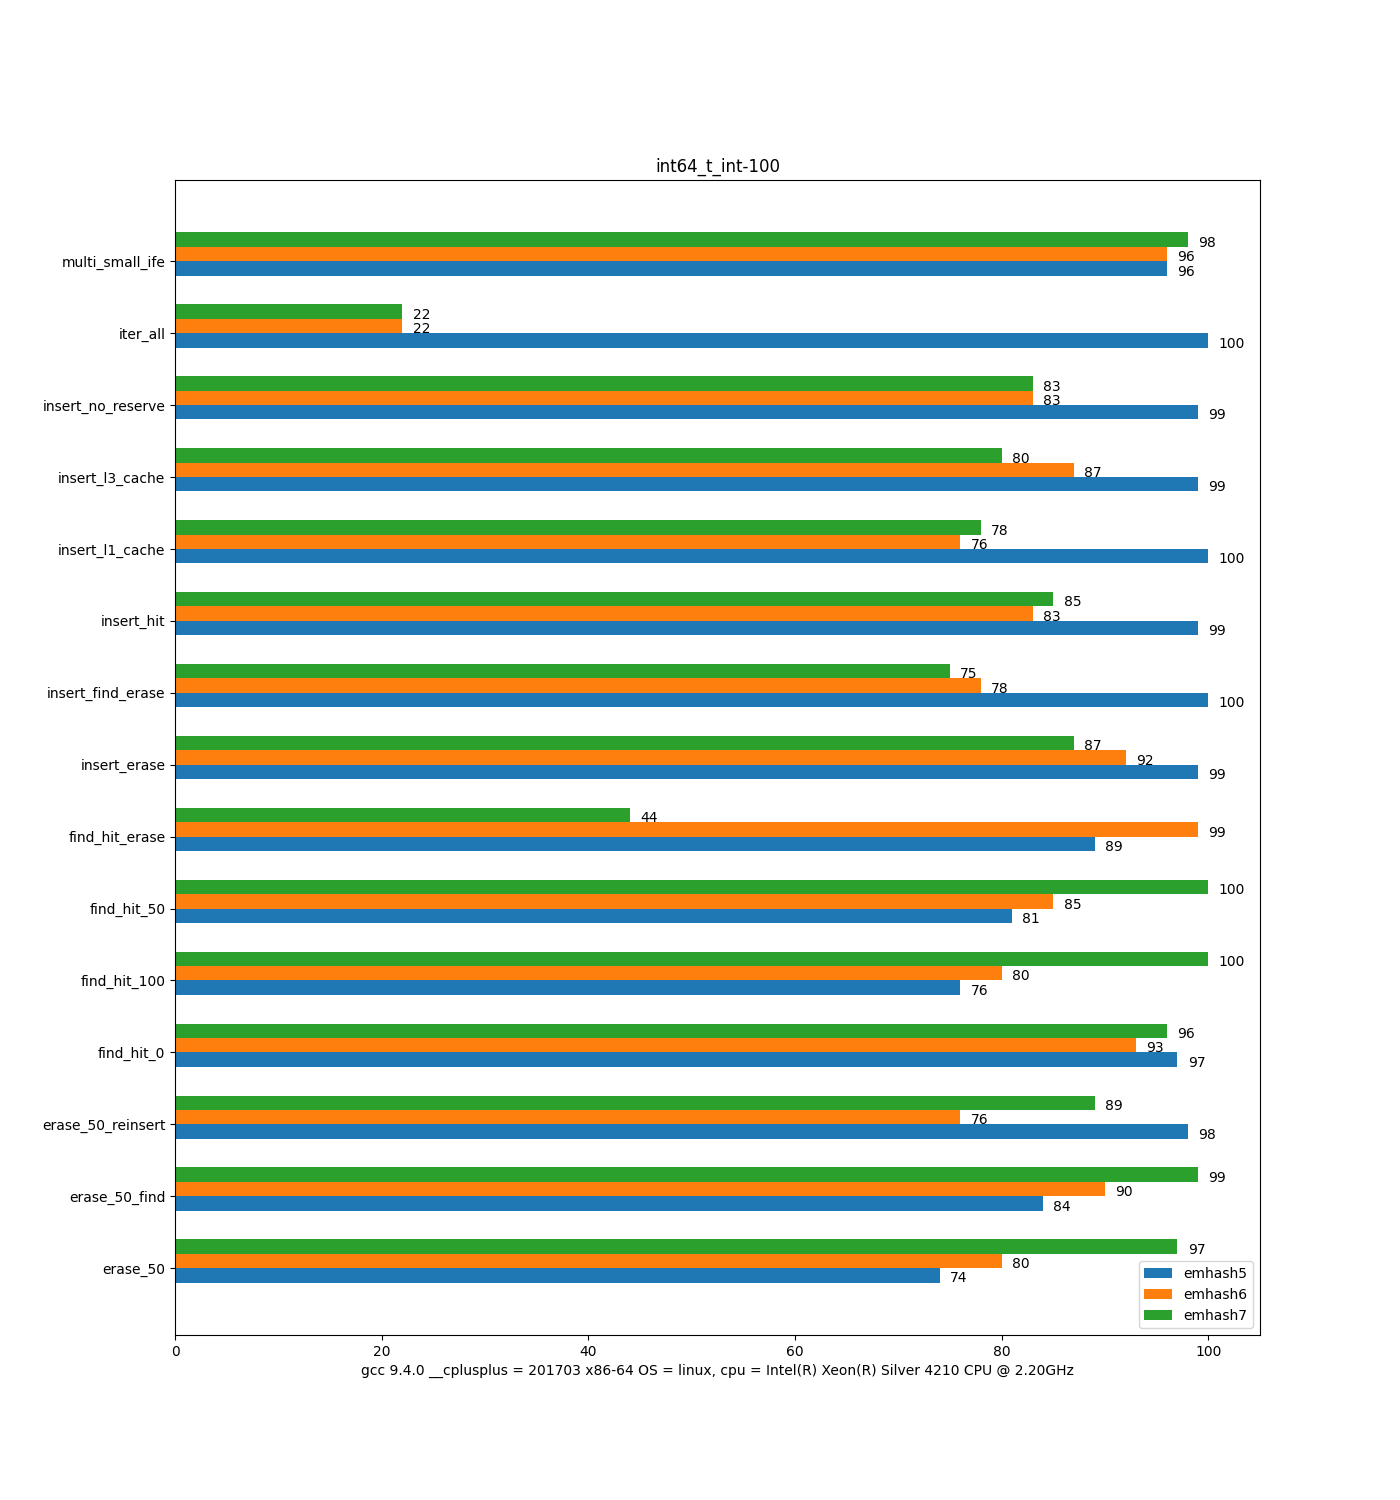 int64_t_int-100
multi_small_ife
98
96
96
iter_all
22
22
100
insert_no_reserve
83
83
99
insert_l3_cache
80
87
99
insert_l1_cache
78
76
100
insert_hit
85
83
99
insert_find_erase
75
78
100
insert_erase
87
92
99
find_hit_erase
44
99
89
find_hit_50
100
85
81
find_hit_100
100
80
76
find_hit_0
96
93
97
erase_50_reinsert
89
76
98
erase_50_find
99
90
84
erase_50
97
80
74
emhash5
emhash6
emhash7
0 20 40 60 80 100
gcc 9.4.0 __cplusplus = 201703 x86-64 OS = linux, cpu = Intel(R) Xeon(R) Silver 4210 CPU @ 2.20GHz